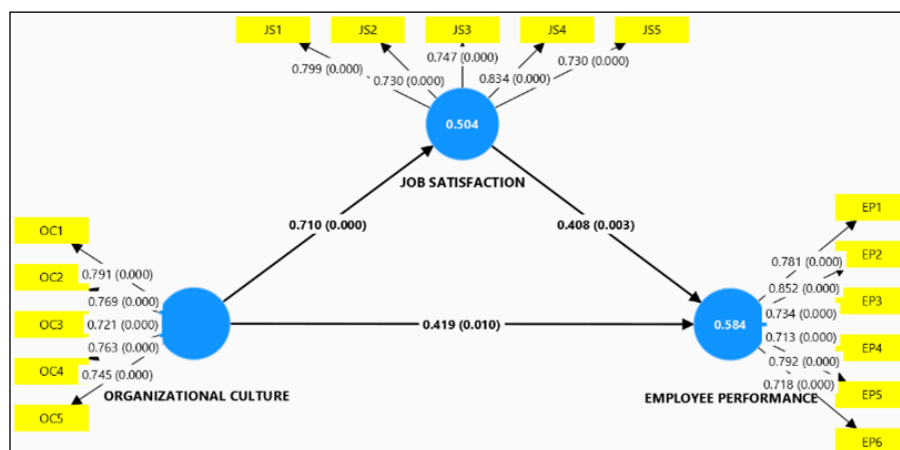 JS1 JS2 JS3 JS4 JS5
0.799 (0.000) 0.730 (0.000) 0.747 (0.000) 0.834 (0.000) 0.730 (0.000)
0.504
JOB SATISFACTION
0.710 (0.000)
0.408 (0.003)
OC1
OC2
OC3
OC4
OC5
0.791 (0.000)
0.769 (0.000)
0.721 (0.000)
0.763 (0.000)
0.745 (0.000)
ORGANIZATIONAL CULTURE
0.419 (0.010)
0.584
EMPLOYEE PERFORMANCE
0.781 (0.000)
0.852 (0.000)
0.734 (0.000)
0.713 (0.000)
0.792 (0.000)
0.718 (0.000)
EP1
EP2
EP3
EP4
EP5
EP6